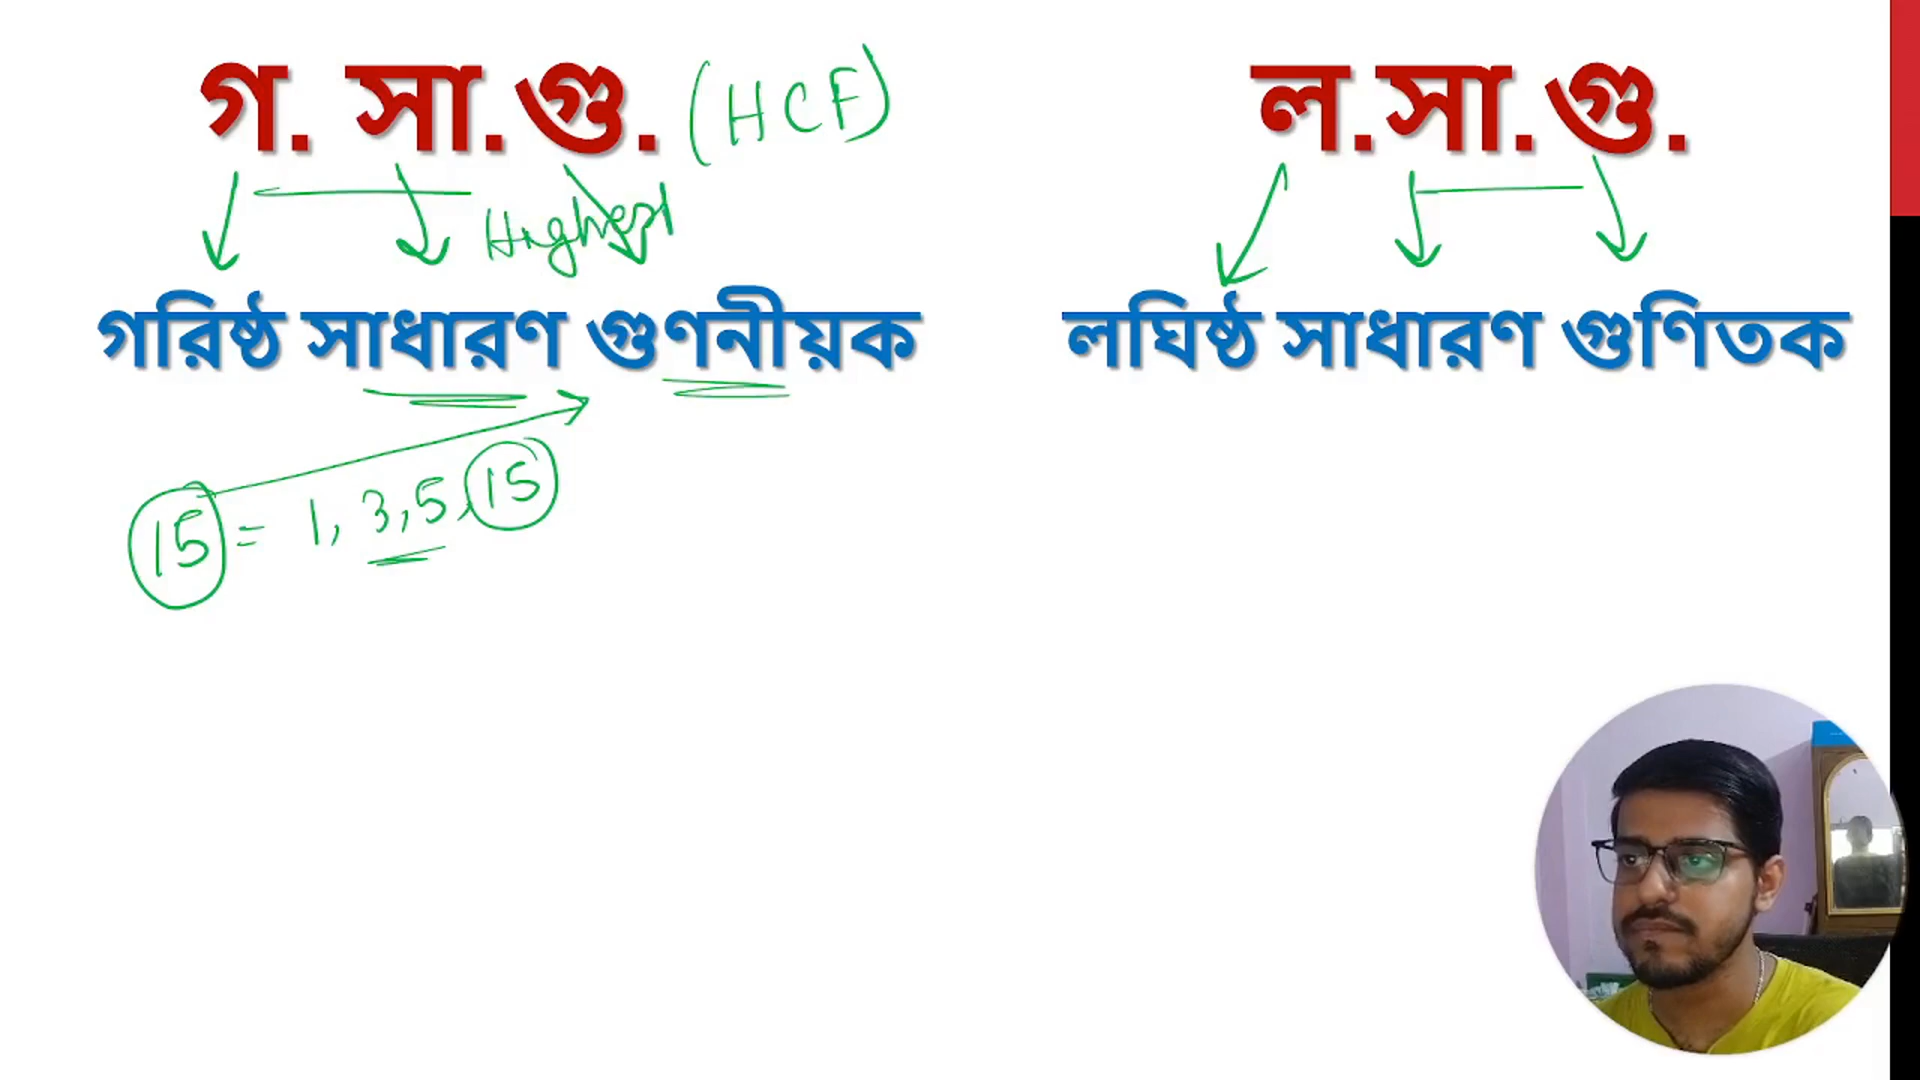 গ. সা.গু. (HCF)
ল.সা.গু.
Highest
গরিষ্ঠ সাধারণ গুণনীয়ক
লঘিষ্ঠ সাধারণ গুণিতক
15 = 1, 3, 5, 15